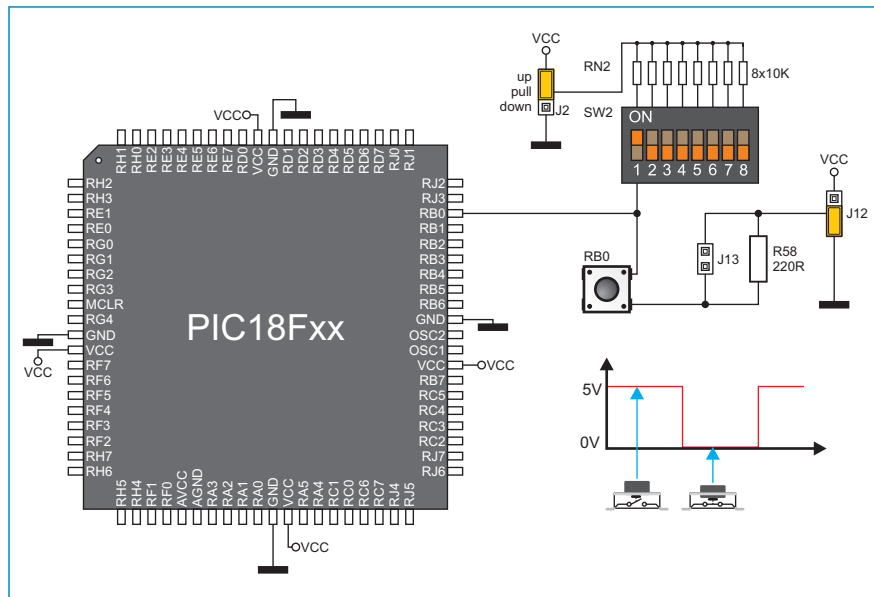 VCC
up
pull
down
J2
RN2
8x10K
SW2
ON
1 2 3 4 5 6 7 8
VCC
J12
J13
R58
220R
RB0
VCC
RH1 RH0 RE2 RE3 RE4 RE5 RE6 RE7 RD0 VCC GND RD1 RD2 RD3 RD4 RD5 RD6 RD7 RJ0 RJ1
RH2
RH3
RE1
RE0
RG0
RG1
RG2
RG3
MCLR
RG4
GND
VCC
RF7
RF6
RF5
RF4
RF3
RF2
RH7
RH6
VCC
PIC18Fxx
RJ2
RJ3
RB0
RB1
RB2
RB3
RB4
RB5
RB6
GND
OSC2
OSC1
VCC
RB7
RC5
RC4
RC3
RC2
RJ7
RJ6
VCC
RH5 RH4 RF1 RF0 AVCC AGND RA3 RA2 RA1 RA0 GND VCC RA5 RA4 RC1 RC0 RC6 RC7 RJ4 RJ5
VCC
5V
0V